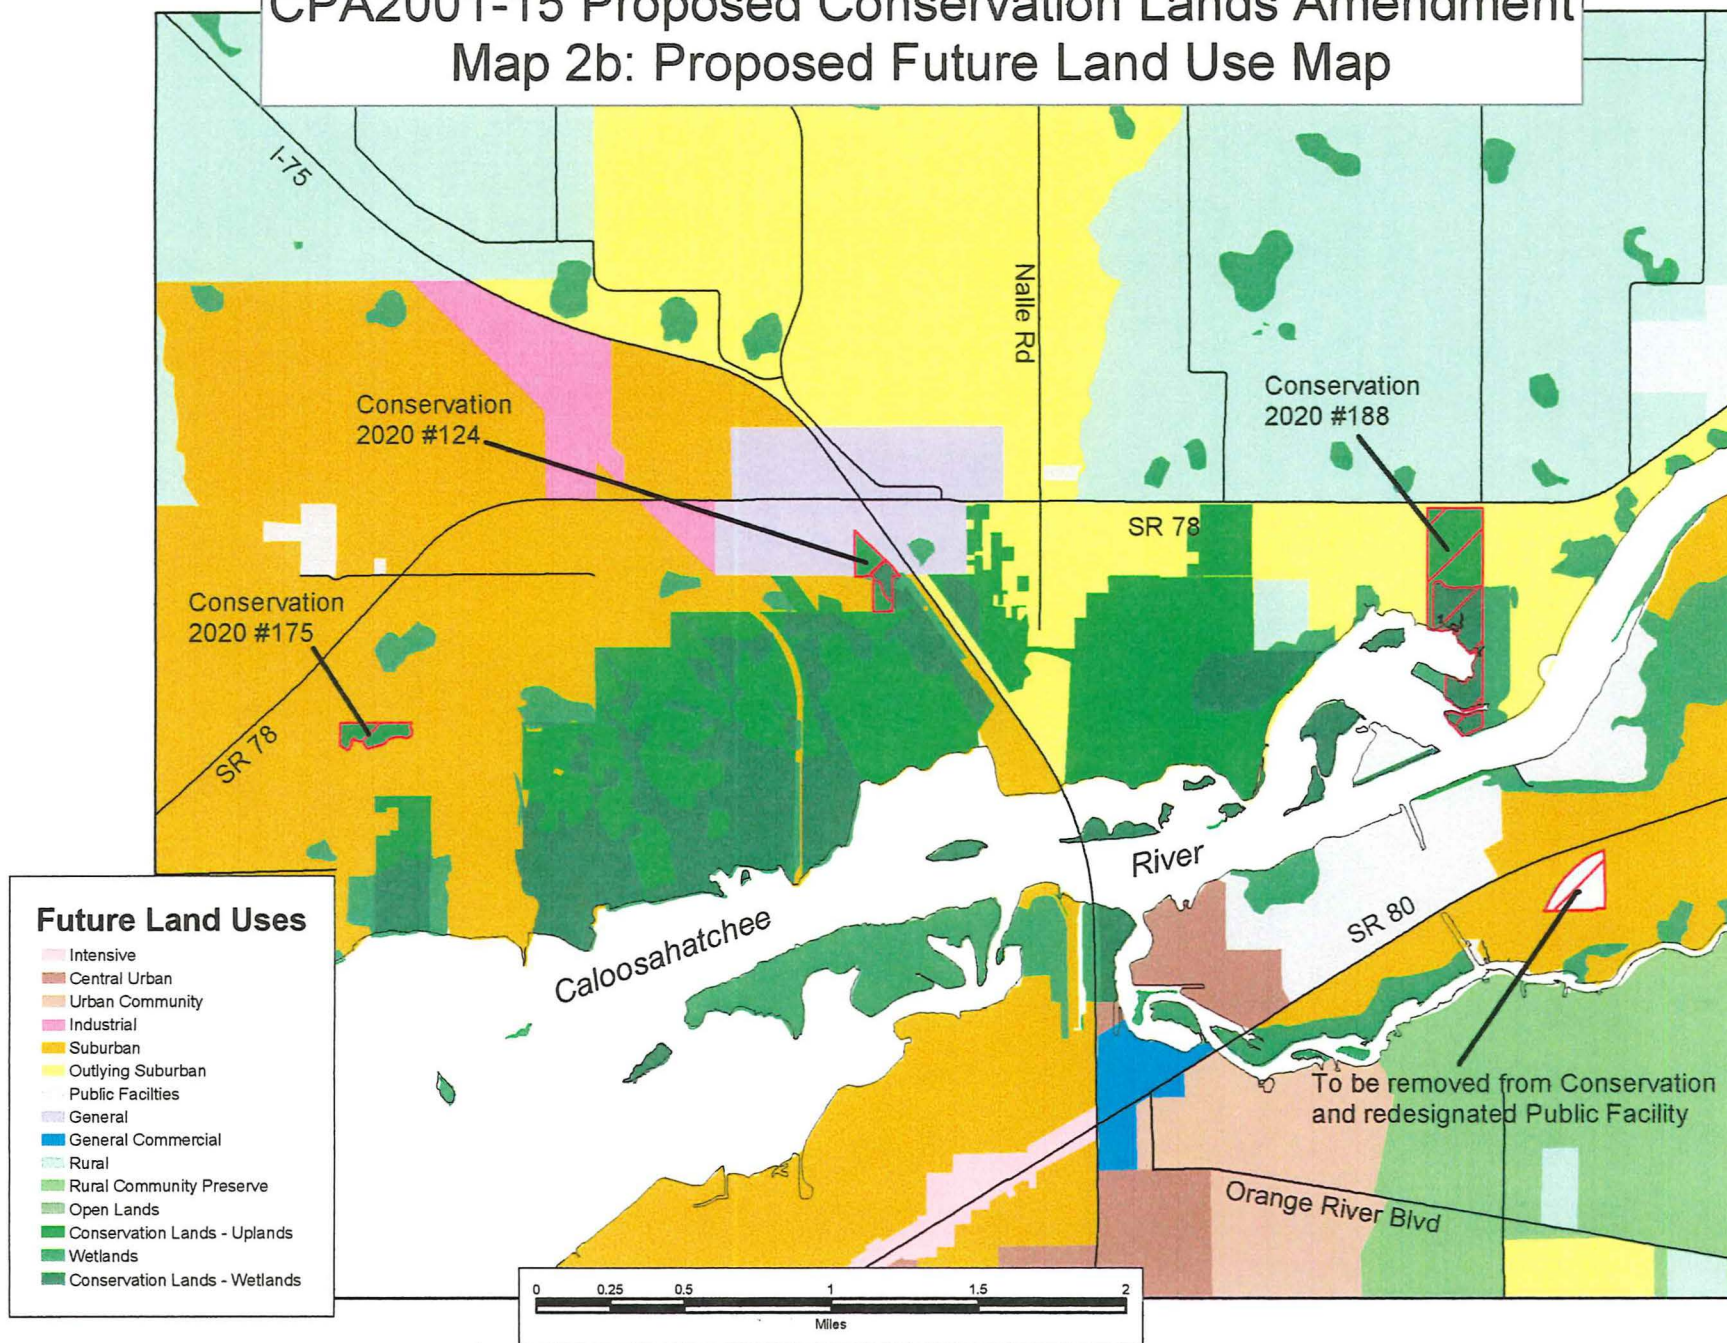 CPA2001-15 Proposed Conservation Lands Amendment
Map 2b: Proposed Future Land Use Map
I-75
Nalle Rd
Conservation
2020 #124
Conservation
2020 #188
SR 78
Conservation
2020 #175
SR 78
River
Caloosahatchee
SR 80
To be removed from Conservation
and redesignated Public Facility
Orange River Blvd
Future Land Uses
Intensive
Central Urban
Urban Community
Industrial
Suburban
Outlying Suburban
Public Facilties
General
General Commercial
Rural
Rural Community Preserve
Open Lands
Conservation Lands - Uplands
Wetlands
Conservation Lands - Wetlands
0 0.25 0.5 1 1.5 2
Miles